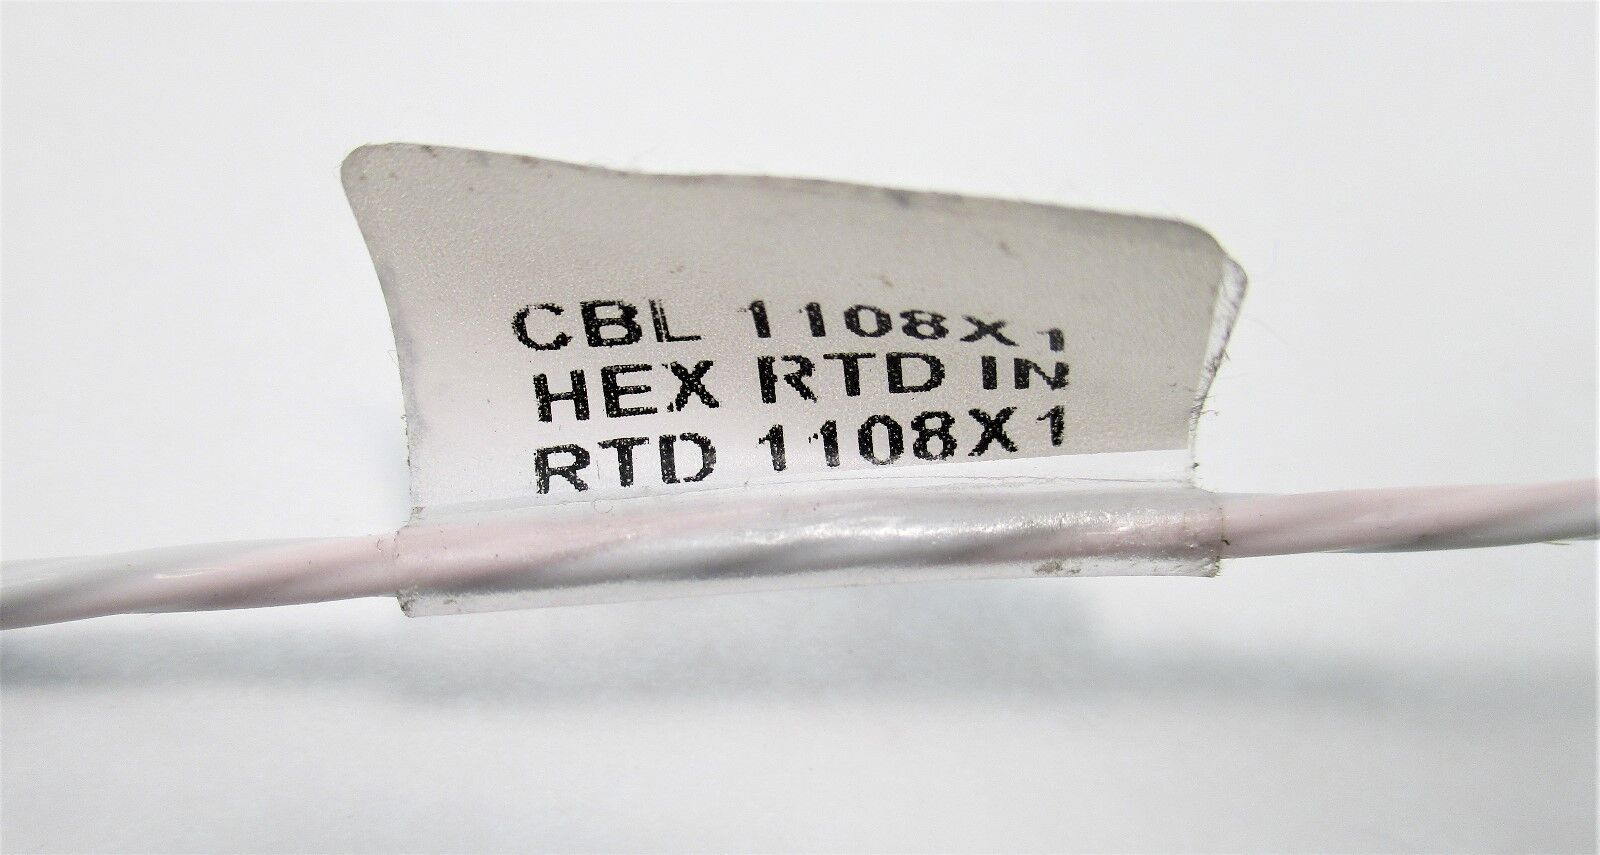 CBL 1108X1
HEX RTD IN
RTD 1108X1